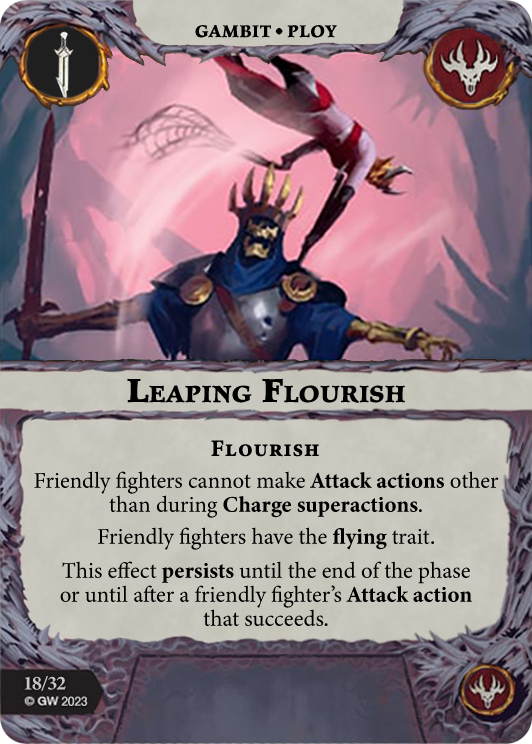 GAMBIT • PLOY
LEAPING FLOURISH
FLOURISH
Friendly fighters cannot make Attack actions other
than during Charge superactions.
Friendly fighters have the flying trait.
This effect persists until the end of the phase
or until after a friendly fighter's Attack action
that succeeds.
18/32
© GW 2023